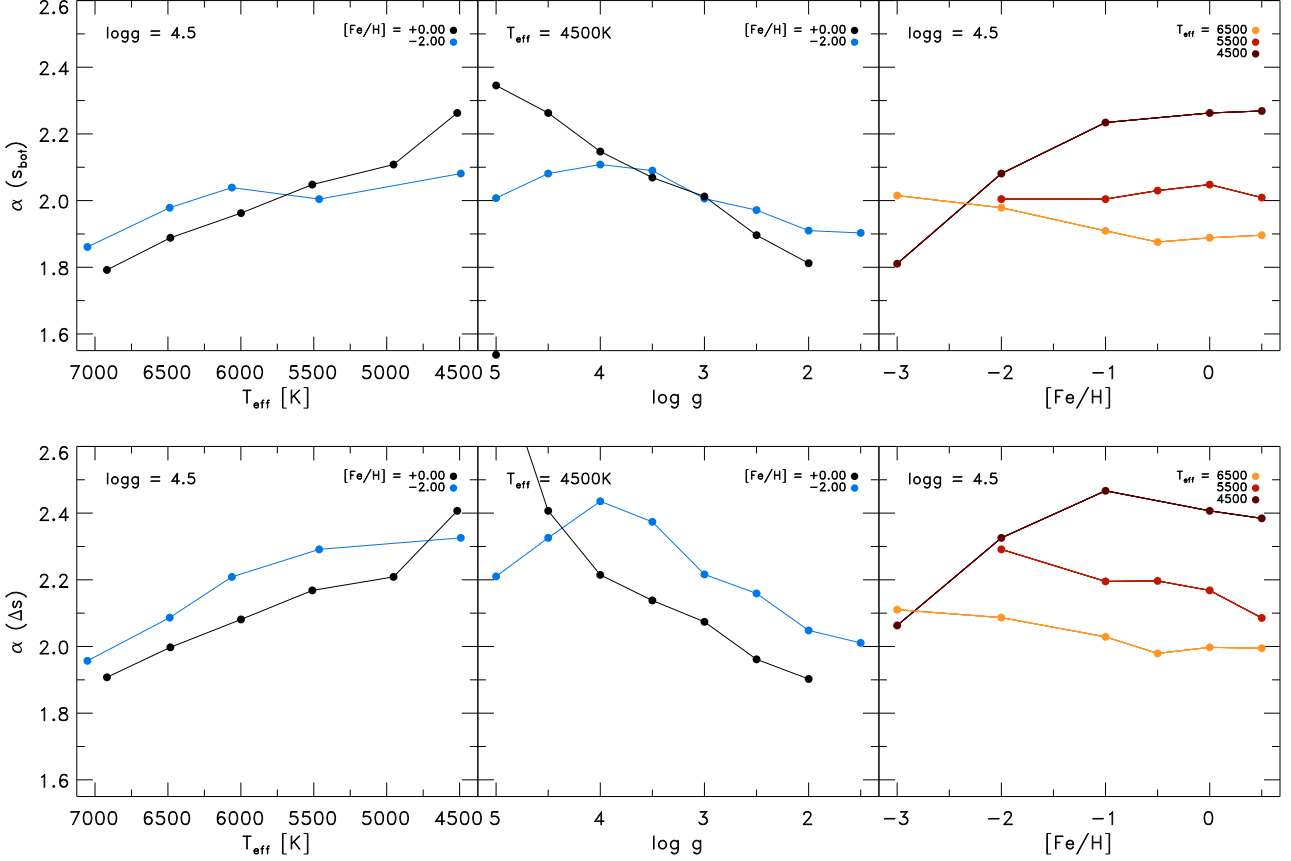 logg = 4.5
[Fe/H] = +0.00
−2.00
T_eff = 4500K
[Fe/H] = +0.00
−2.00
logg = 4.5
T_eff = 6500
5500
4500
α (s_bot)
2.6
2.4
2.2
2.0
1.8
1.6
7000 6500 6000 5500 5000 4500
T_eff [K]
5 4 3 2
log g
−3 −2 −1 0
[Fe/H]
logg = 4.5
[Fe/H] = +0.00
−2.00
T_eff = 4500K
[Fe/H] = +0.00
−2.00
logg = 4.5
T_eff = 6500
5500
4500
α (Δs)
2.6
2.4
2.2
2.0
1.8
1.6
7000 6500 6000 5500 5000 4500
T_eff [K]
5 4 3 2
log g
−3 −2 −1 0
[Fe/H]